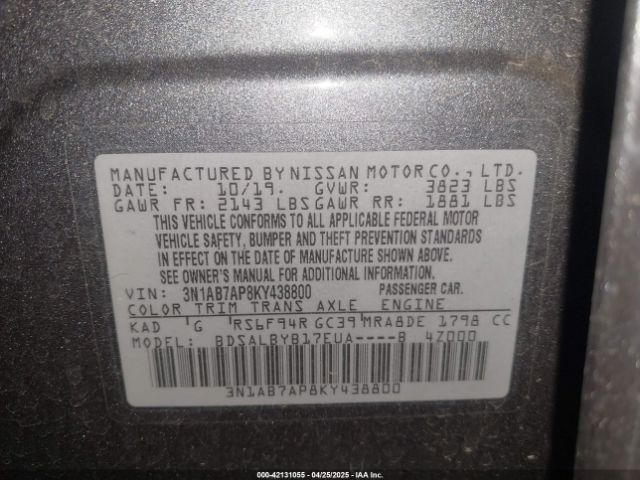 MANUFACTURED BY NISSAN MOTOR CO., LTD.
DATE: 10/19. GVWR: 3823 LBS
GAWR FR: 2143 LBS GAWR RR: 1881 LBS
THIS VEHICLE CONFORMS TO ALL APPLICABLE FEDERAL MOTOR
VEHICLE SAFETY, BUMPER AND THEFT PREVENTION STANDARDS
IN EFFECT ON THE DATE OF MANUFACTURE SHOWN ABOVE.
SEE OWNER'S MANUAL FOR ADDITIONAL INFORMATION.
VIN: 3N1AB7AP8KY438800 PASSENGER CAR.
COLOR TRIM TRANS AXLE ENGINE
KAD 'G 'RS6F94R GC39'MRA8DE 1798 CC
MODEL: BDSALBYB17EUA----B 4Z000
3N1AB7AP8KY438800
000-42131055 | 04/25/2025 | IAA Inc.